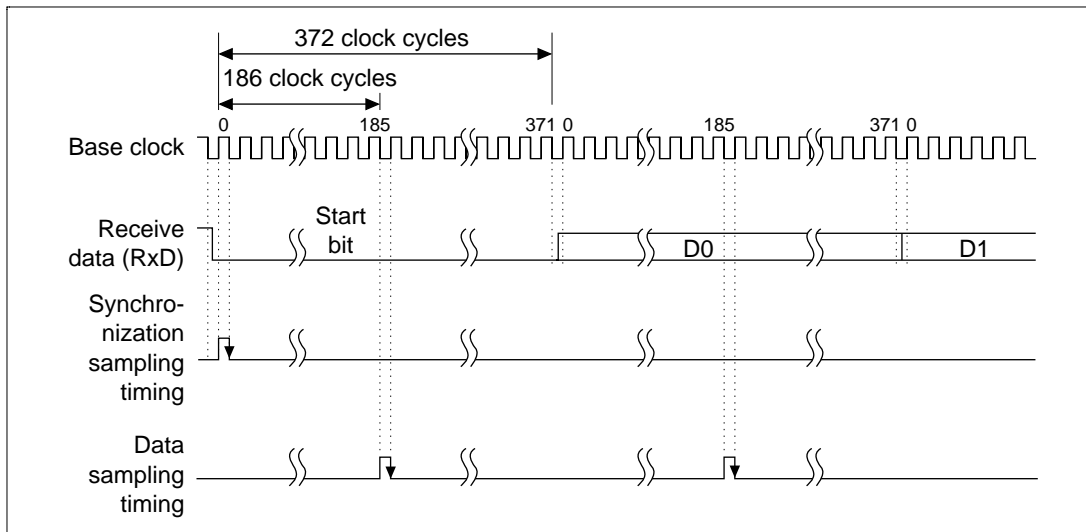 372 clock cycles
186 clock cycles
0 185 371 0 185 371 0
Base clock
Receive
data (RxD)
Start
bit
D0 D1
Synchro-
nization
sampling
timing
Data
sampling
timing